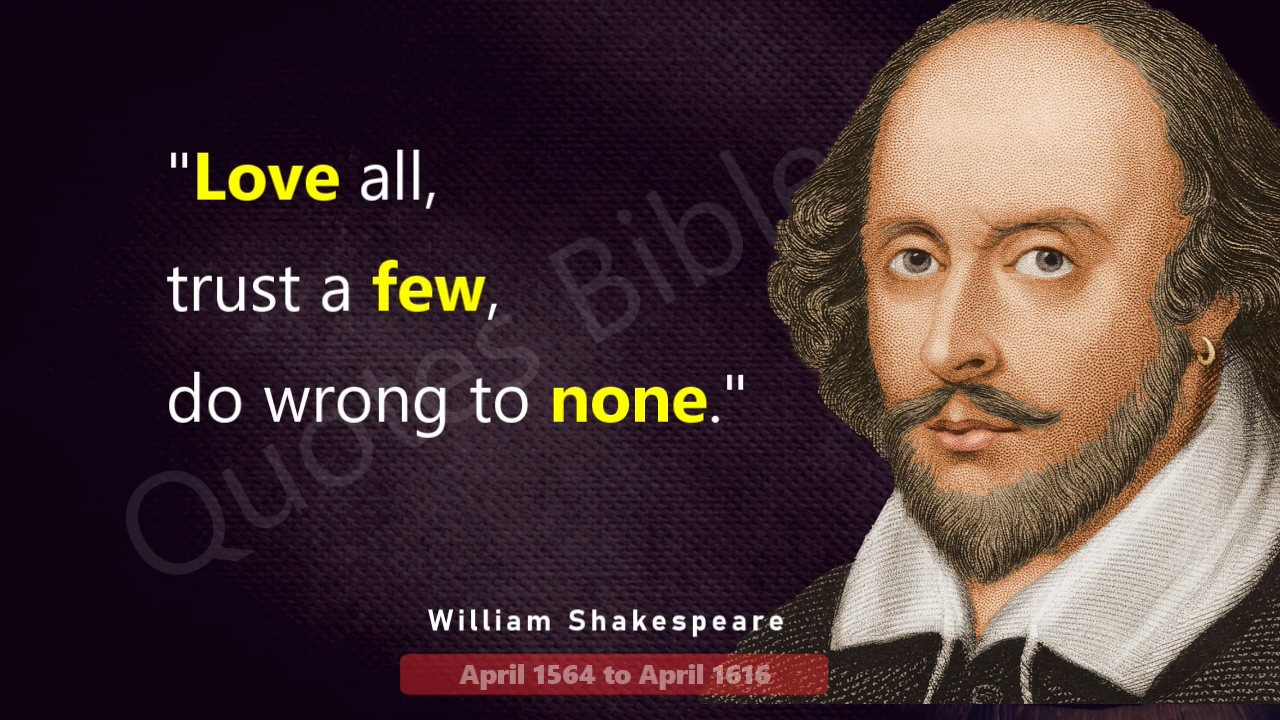 "Love all,
trust a few,
do wrong to none."
Quotes Bible
William Shakespeare
April 1564 to April 1616